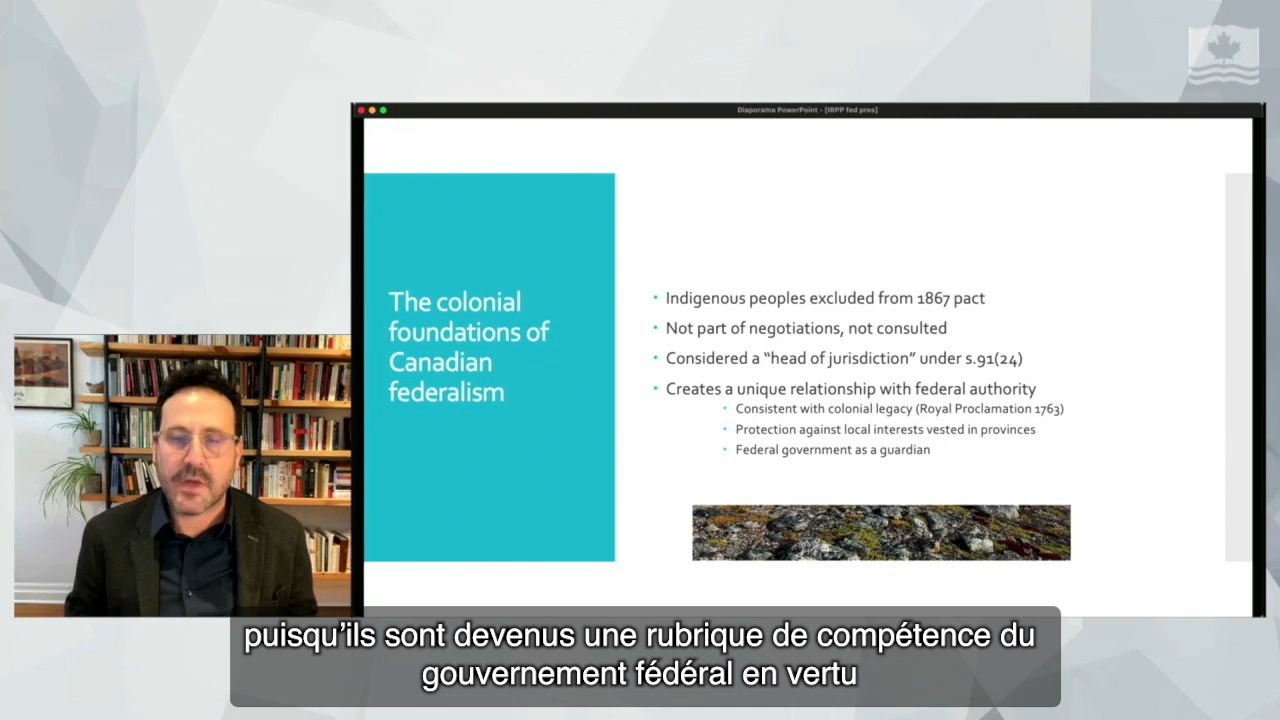 Diaporama PowerPoint - [IRPP fed pres]
The colonial
foundations of
Canadian
federalism
• Indigenous peoples excluded from 1867 pact
• Not part of negotiations, not consulted
• Considered a “head of jurisdiction” under s.91(24)
• Creates a unique relationship with federal authority
• Consistent with colonial legacy (Royal Proclamation 1763)
• Protection against local interests vested in provinces
• Federal government as a guardian
puisqu’ils sont devenus une rubrique de compétence du
gouvernement fédéral en vertu